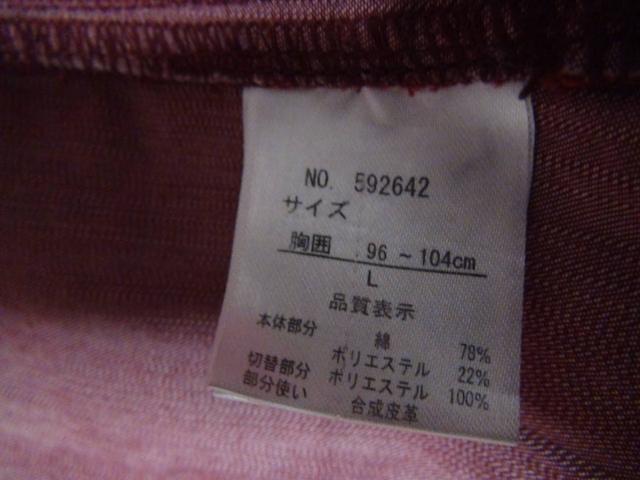 NO. 592642
サイズ
胸囲 96 ~ 104cm
L
品質表示
本体部分 綿 78%
ポリエステル 22%
切替部分 ポリエステル 100%
部分使い 合成皮革